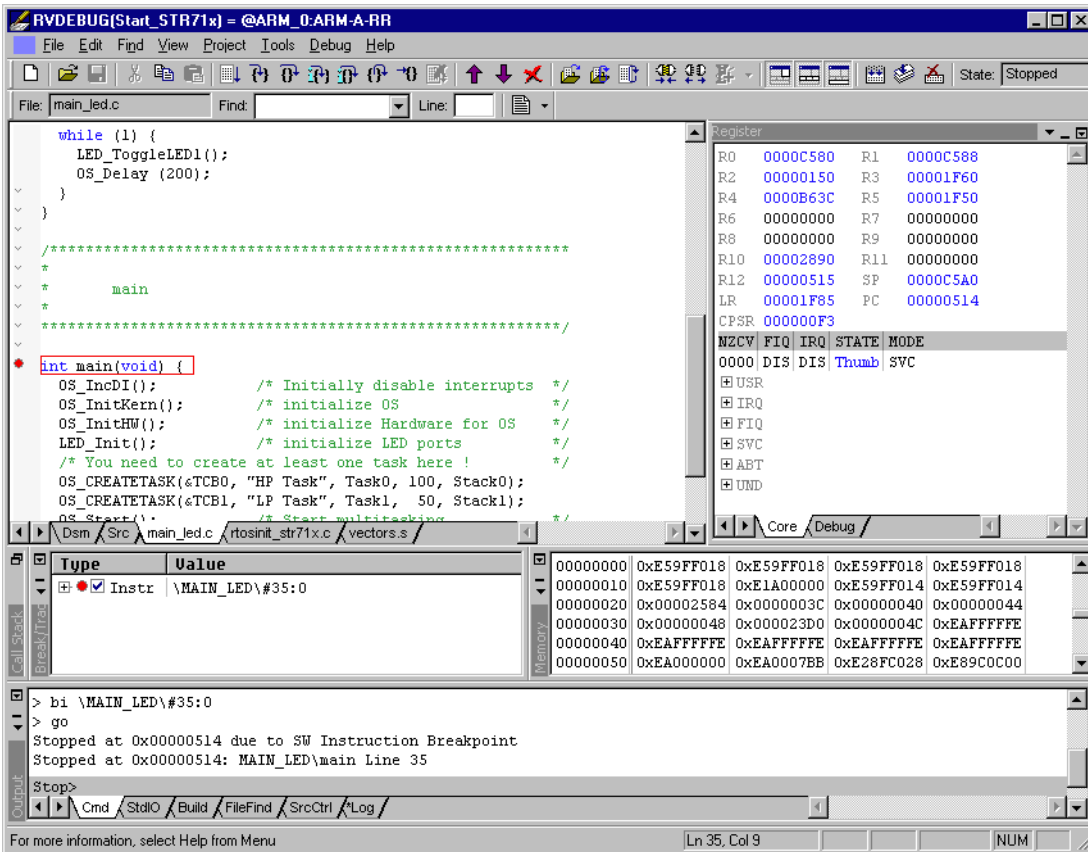 RVDEBUG(Start_STR71x) = @ARM_0:ARM-A-RR
File Edit Find View Project Tools Debug Help
State: Stopped
File: main_led.c Find: Line:
while (1) {
LED_ToggleLED1();
OS_Delay (200);
}
}
/*********************************************************
*
* main
*
*********************************************************/
int main(void) {
OS_IncDI(); /* Initially disable interrupts */
OS_InitKern(); /* initialize OS */
OS_InitHW(); /* initialize Hardware for OS */
LED_Init(); /* initialize LED ports */
/* You need to create at least one task here ! */
OS_CREATETASK(&TCB0, "HP Task", Task0, 100, Stack0);
OS_CREATETASK(&TCB1, "LP Task", Task1, 50, Stack1);
OS_Start(); /* Start multitasking */
Dsm Src main_led.c rtosinit_str71x.c vectors.s
Register
R0 0000C580 R1 0000C588
R2 00000150 R3 00001F60
R4 0000B63C R5 00001F50
R6 00000000 R7 00000000
R8 00000000 R9 00000000
R10 00002890 R11 00000000
R12 00000515 SP 0000C5A0
LR 00001F85 PC 00000514
CPSR 000000F3
NZCV FIQ IRQ STATE MODE
0000 DIS DIS Thumb SVC
USR
IRQ
FIQ
SVC
ABT
UND
Core Debug
Call Stack
Break/Trac
Type Value
Instr \MAIN_LED\#35:0
Memory
00000000 0xE59FF018 0xE59FF018 0xE59FF018 0xE59FF018
00000010 0xE59FF018 0xE1A00000 0xE59FF014 0xE59FF014
00000020 0x00002584 0x0000003C 0x00000040 0x00000044
00000030 0x00000048 0x000023D0 0x0000004C 0xEAFFFFFE
00000040 0xEAFFFFFE 0xEAFFFFFE 0xEAFFFFFE 0xEAFFFFFE
00000050 0xEA000000 0xEA0007BB 0xE28FC028 0xE89C0C00
Output
> bi \MAIN_LED\#35:0
> go
Stopped at 0x00000514 due to SW Instruction Breakpoint
Stopped at 0x00000514: MAIN_LED\main Line 35
Stop>
Cmd StdIO Build FileFind SrcCtrl *Log
For more information, select Help from Menu Ln 35, Col 9 NUM